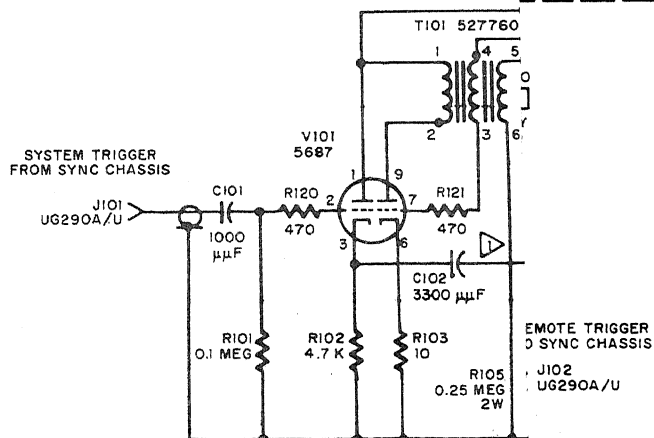 T101 527760
1
4
5
2
3
6
V101
5687
1
9
SYSTEM TRIGGER
FROM SYNC CHASSIS
J101
UG290A/U
C101
1000
μμF
R120
470
2
7
R121
470
3
6
1
C102
3300 μμF
R101
0.1 MEG
R102
4.7 K
R103
10
R105
0.25 MEG
2W
EMOTE TRIGGER
O SYNC CHASSIS
J102
UG290A/U